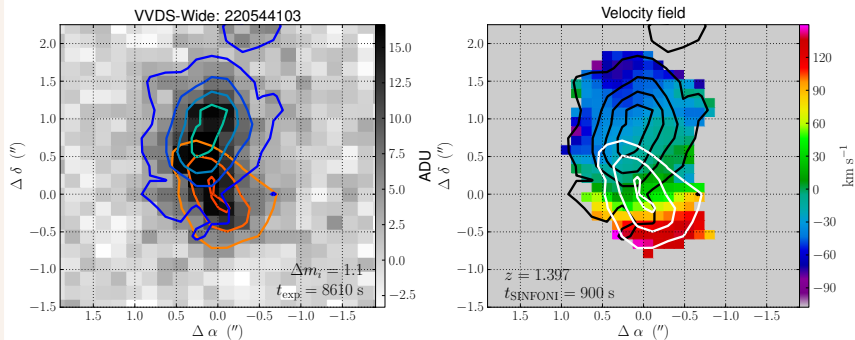 VVDS-Wide: 220544103
2.0
1.5
1.0
0.5
0.0
−0.5
−1.0
−1.5
Δ δ (″)
1.5 1.0 0.5 0.0 −0.5 −1.0 −1.5
Δ α (″)
Δm_i = 1.1
t_exp = 8610 s
15.0
12.5
10.0
7.5
5.0
2.5
0.0
−2.5
ADU
Velocity field
2.0
1.5
1.0
0.5
0.0
−0.5
−1.0
−1.5
Δ δ (″)
1.5 1.0 0.5 0.0 −0.5 −1.0 −1.5
Δ α (″)
z = 1.397
t_SINFONI = 900 s
120
90
60
30
0
−30
−60
−90
km s⁻¹